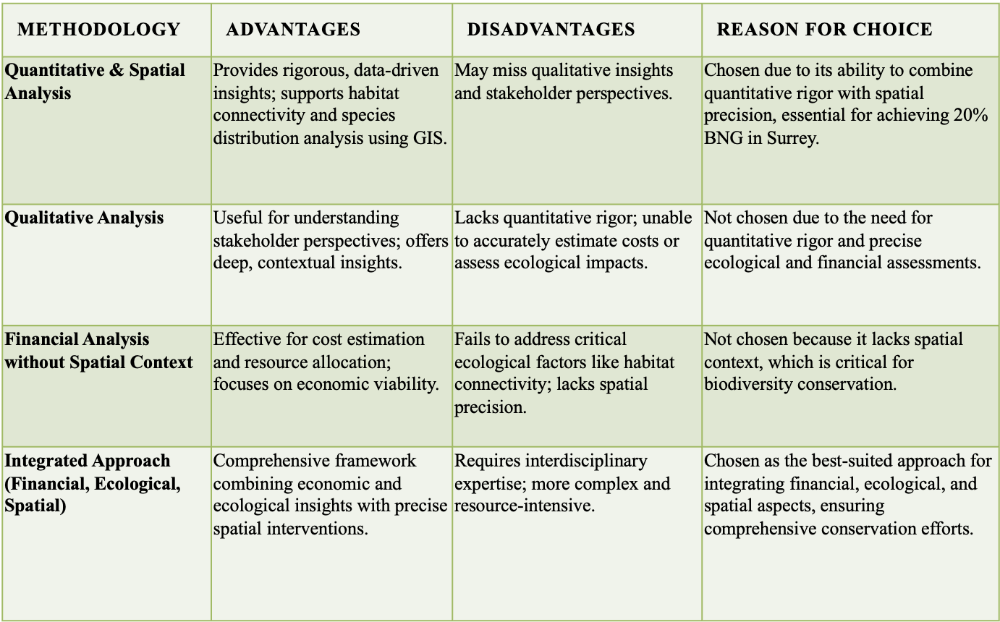 METHODOLOGY ADVANTAGES DISADVANTAGES REASON FOR CHOICE
Quantitative & Spatial
Analysis
Provides rigorous, data-driven
insights; supports habitat
connectivity and species
distribution analysis using GIS.
May miss qualitative insights
and stakeholder perspectives.
Chosen due to its ability to combine
quantitative rigor with spatial
precision, essential for achieving 20%
BNG in Surrey.
Qualitative Analysis
Useful for understanding
stakeholder perspectives; offers
deep, contextual insights.
Lacks quantitative rigor; unable
to accurately estimate costs or
assess ecological impacts.
Not chosen due to the need for
quantitative rigor and precise
ecological and financial assessments.
Financial Analysis
without Spatial Context
Effective for cost estimation
and resource allocation;
focuses on economic viability.
Fails to address critical
ecological factors like habitat
connectivity; lacks spatial
precision.
Not chosen because it lacks spatial
context, which is critical for
biodiversity conservation.
Integrated Approach
(Financial, Ecological,
Spatial)
Comprehensive framework
combining economic and
ecological insights with precise
spatial interventions.
Requires interdisciplinary
expertise; more complex and
resource-intensive.
Chosen as the best-suited approach for
integrating financial, ecological, and
spatial aspects, ensuring
comprehensive conservation efforts.